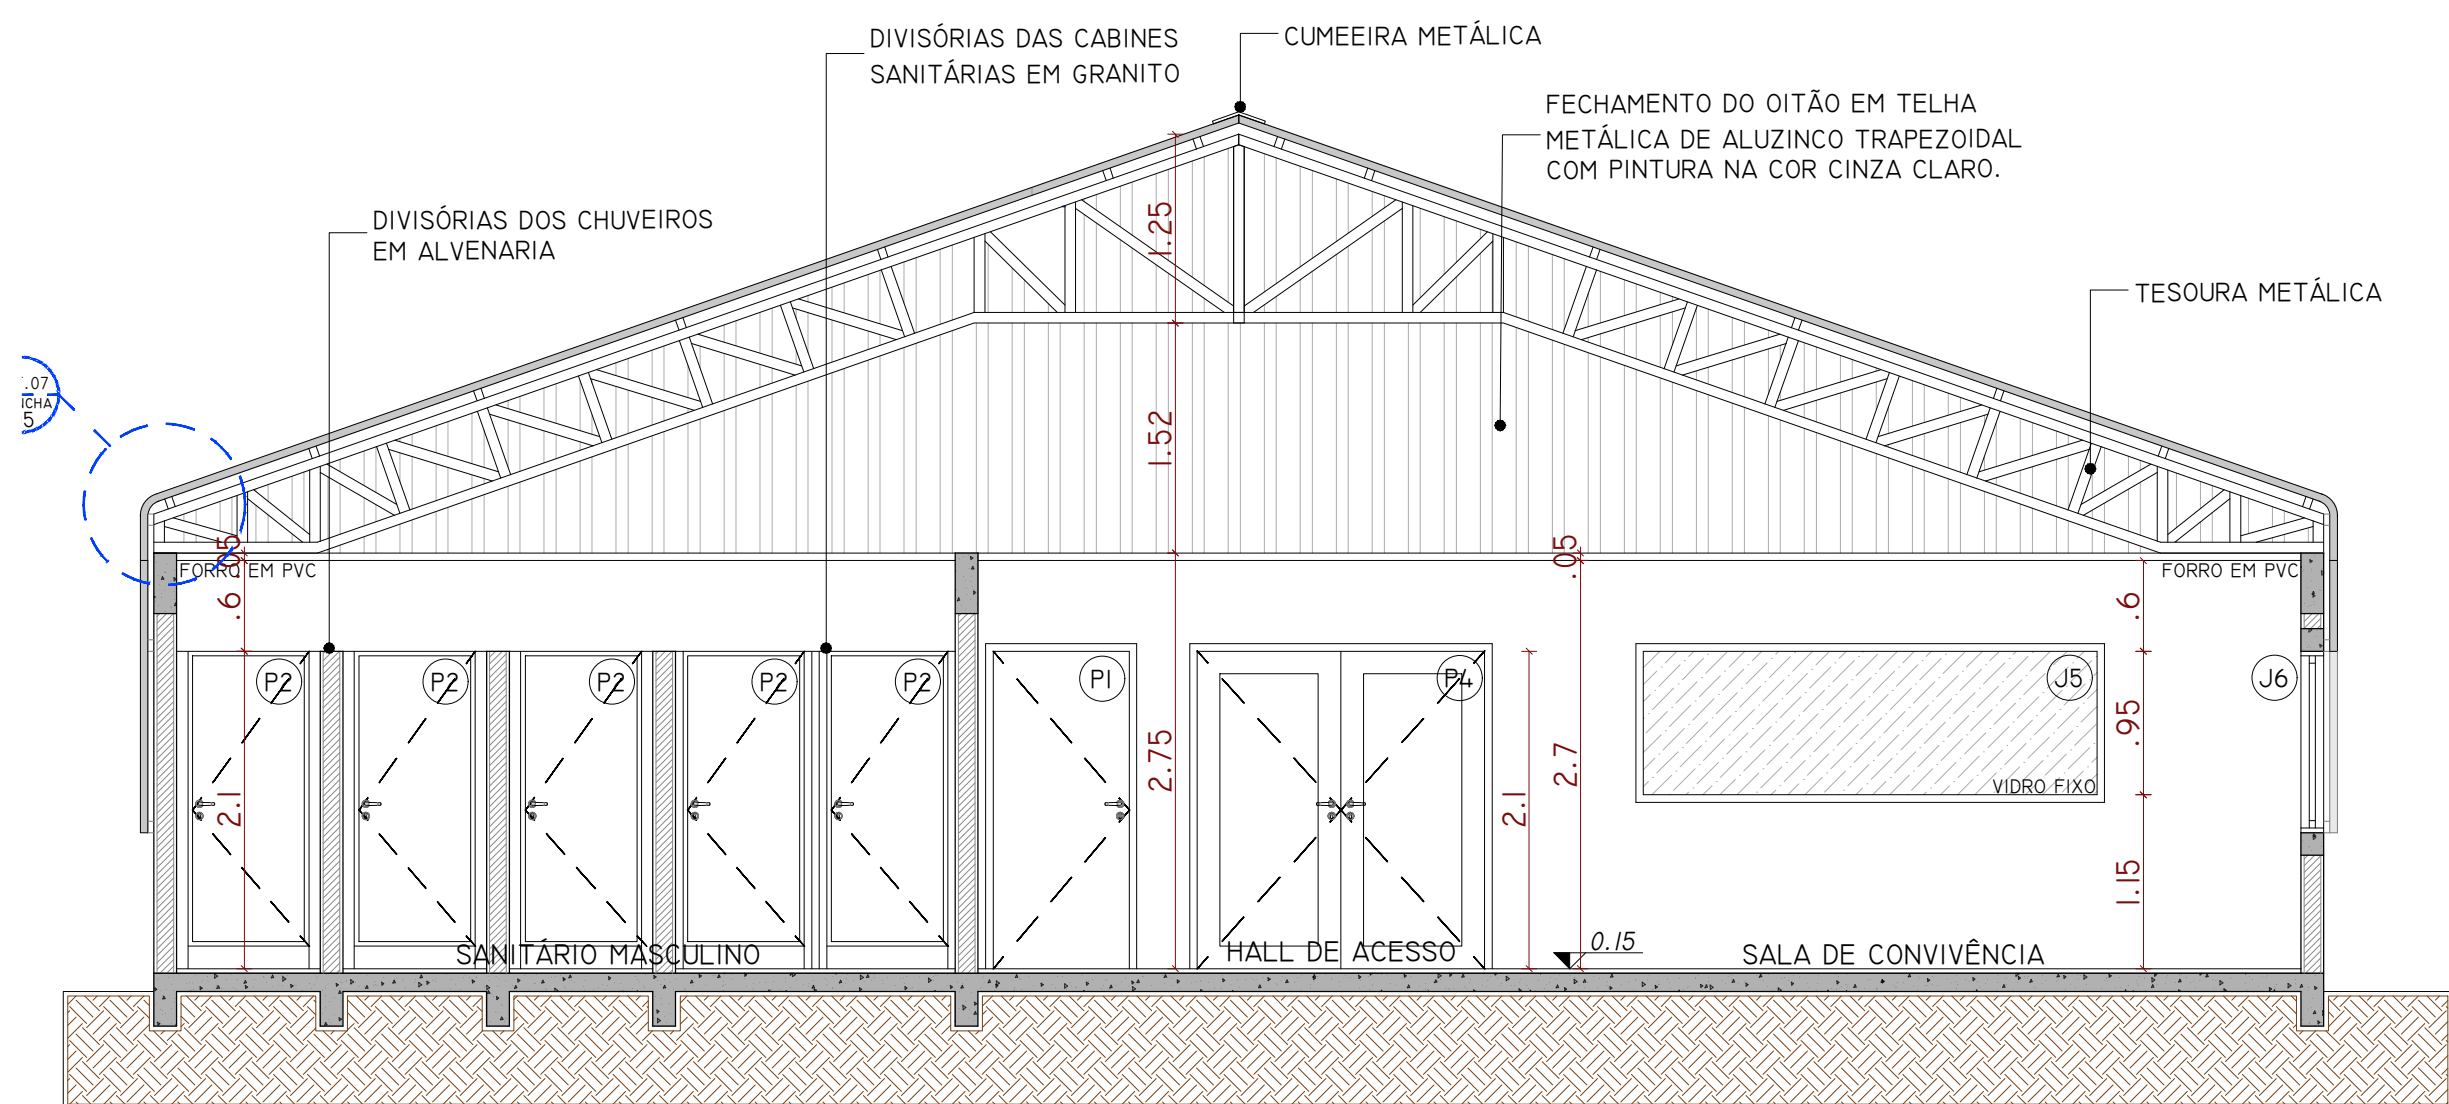 DIVISÓRIAS DAS CABINES
SANITÁRIAS EM GRANITO
CUMEEIRA METÁLICA
FECHAMENTO DO OITÃO EM TELHA
METÁLICA DE ALUZINCO TRAPEZOIDAL
COM PINTURA NA COR CINZA CLARO.
DIVISÓRIAS DOS CHUVEIROS
EM ALVENARIA
TESOURA METÁLICA
1.25
1.52
.07
5
.05
.05
FORRO EM PVC
FORRO EM PVC
.6
.6
P2
P2
P2
P2
P2
P1
P4
J5
J6
.95
2.75
2.7
2.1
2.1
VIDRO FIXO
1.15
SANITÁRIO MASCULINO
HALL DE ACESSO
0.15
SALA DE CONVIVÊNCIA